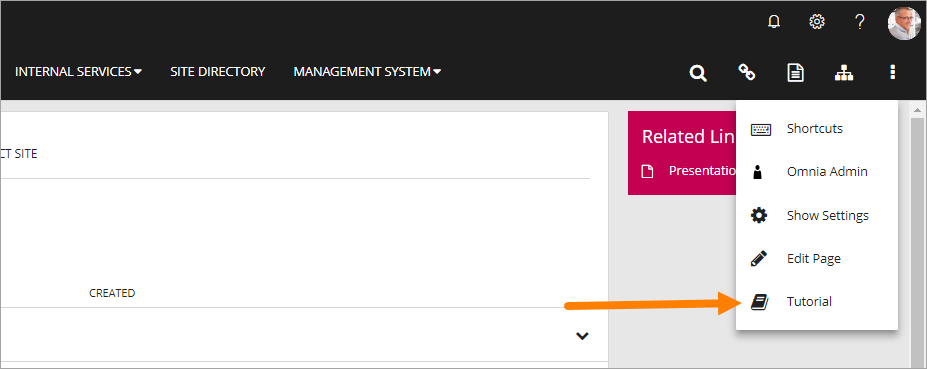 INTERNAL SERVICES SITE DIRECTORY MANAGEMENT SYSTEM
CT SITE
Related Lin
Presentatio
Shortcuts
Omnia Admin
Show Settings
Edit Page
Tutorial
CREATED